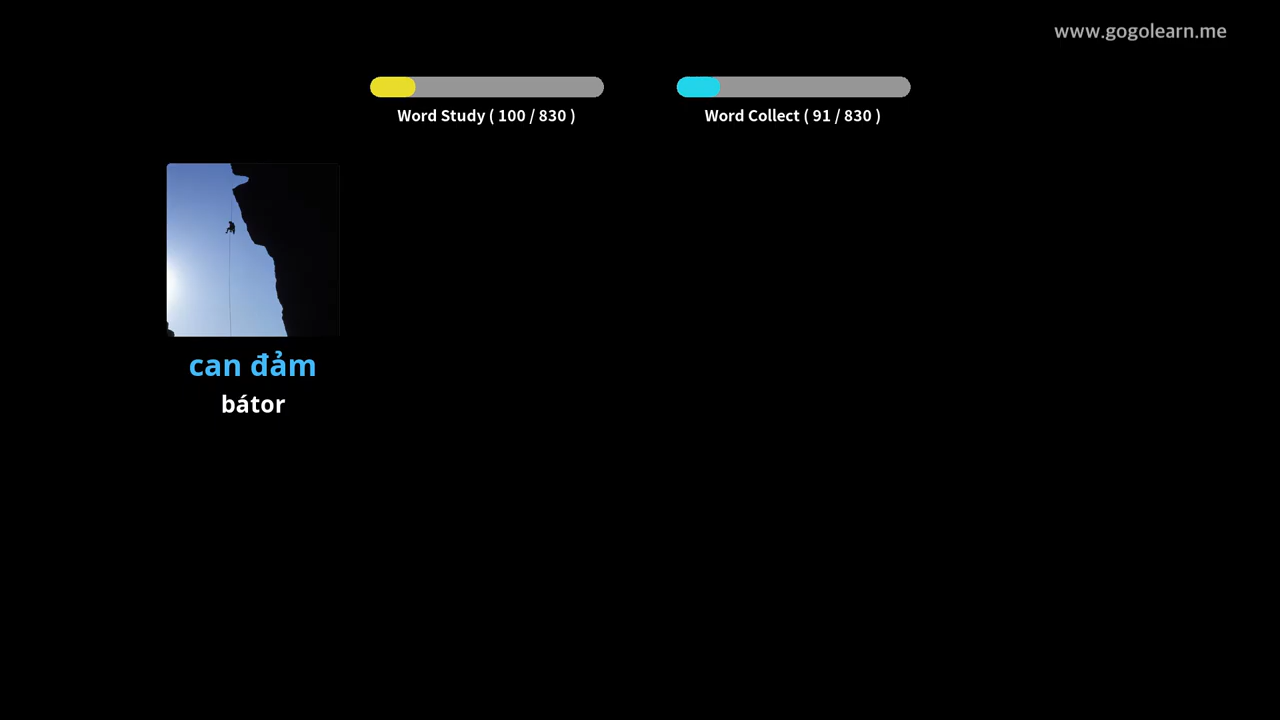 www.gogolearn.me
Word Study ( 100 / 830 )
Word Collect ( 91 / 830 )
can đảm
bátor